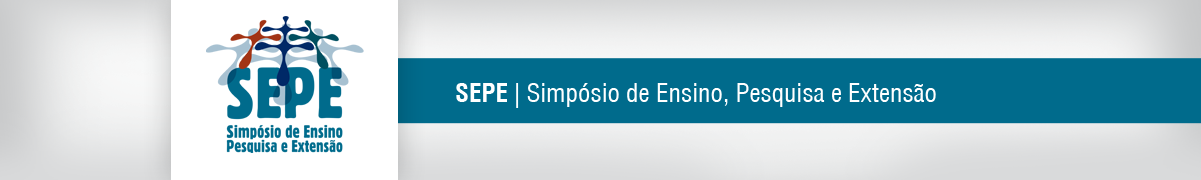 SEPE
Simpósio de Ensino
Pesquisa e Extensão
SEPE | Simpósio de Ensino, Pesquisa e Extensão